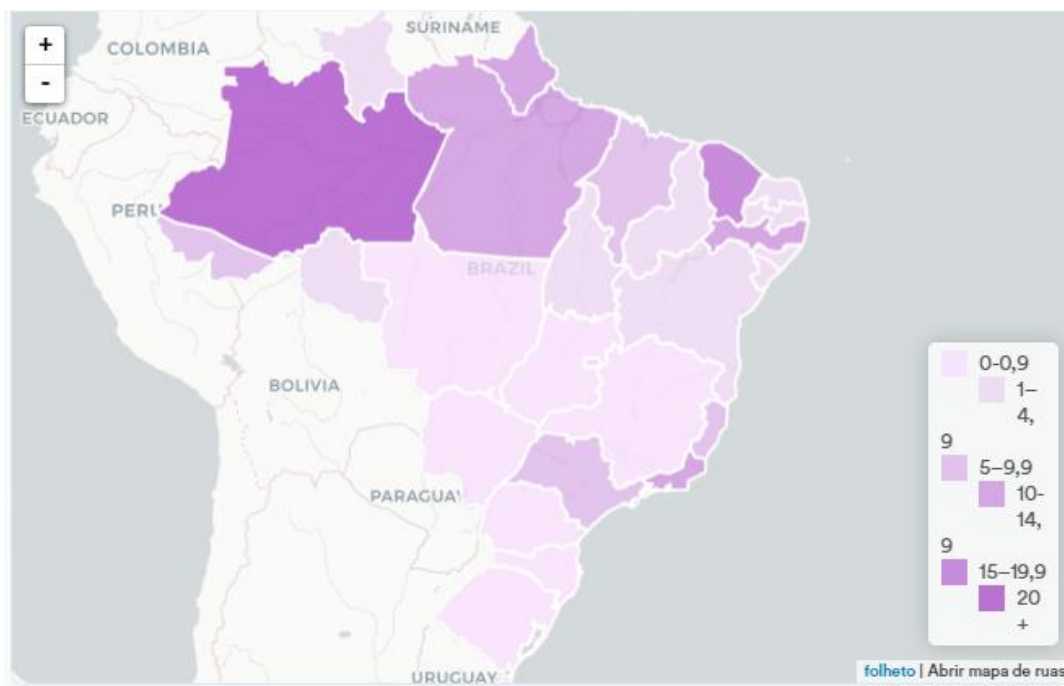 +
-
COLOMBIA
SURINAME
ECUADOR
PERU
BRAZIL
BOLIVIA
PARAGUAY
URUGUAY
0-0,9
1–
4,
9
5–9,9
10-
14,
9
15–19,9
20
+
folheto | Abrir mapa de ruas